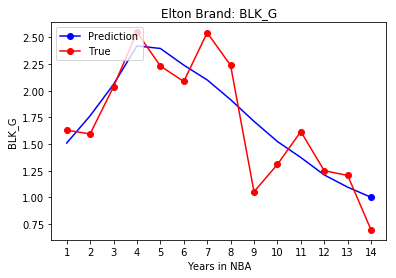 Elton Brand: BLK_G
Prediction
True
BLK_G
2.50
2.25
2.00
1.75
1.50
1.25
1.00
0.75
1 2 3 4 5 6 7 8 9 10 11 12 13 14
Years in NBA